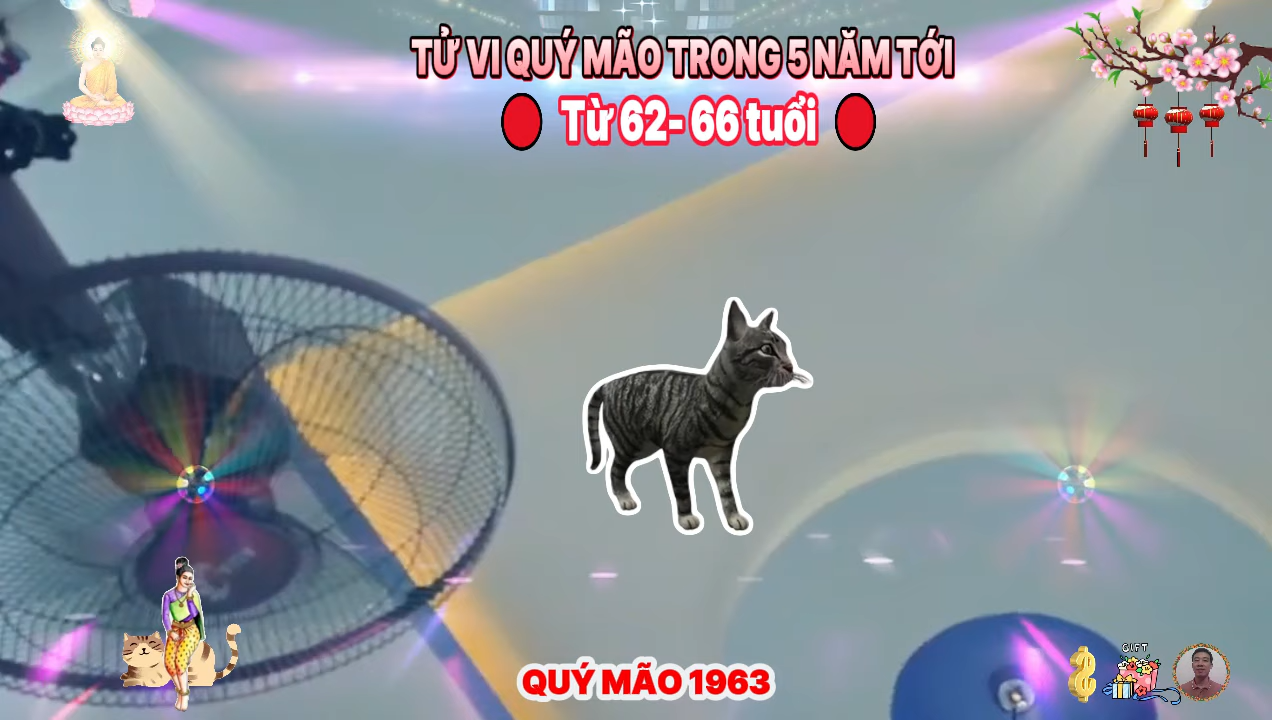 TỬ VI QUÝ MÃO TRONG 5 NĂM TỚI
Từ 62- 66 tuổi
GIFT
QUÝ MÃO 1963